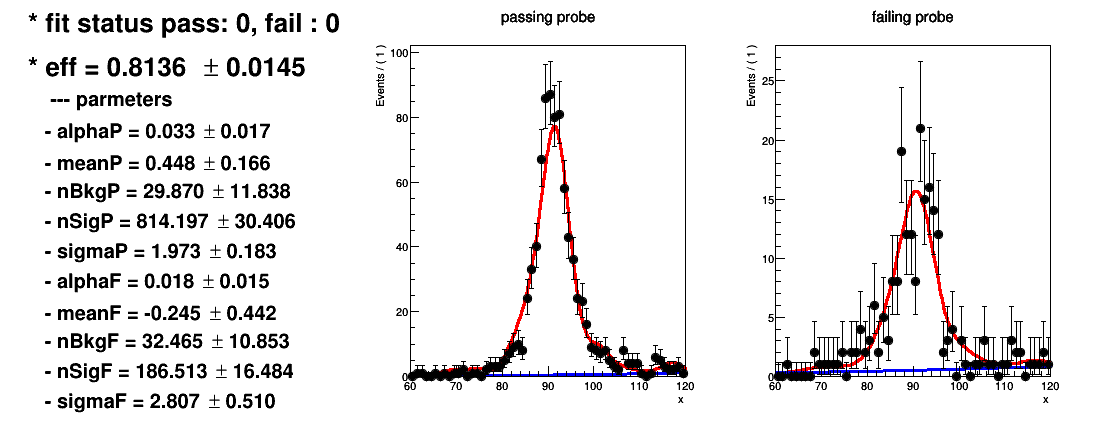 * fit status pass: 0, fail : 0
* eff = 0.8136 ± 0.0145
--- parmeters
- alphaP = 0.033 ± 0.017
- meanP = 0.448 ± 0.166
- nBkgP = 29.870 ± 11.838
- nSigP = 814.197 ± 30.406
- sigmaP = 1.973 ± 0.183
- alphaF = 0.018 ± 0.015
- meanF = -0.245 ± 0.442
- nBkgF = 32.465 ± 10.853
- nSigF = 186.513 ± 16.484
- sigmaF = 2.807 ± 0.510
passing probe
Events / ( 1 )
100
80
60
40
20
0
60 70 80 90 100 110 120
x
failing probe
Events / ( 1 )
25
20
15
10
5
0
60 70 80 90 100 110 120
x